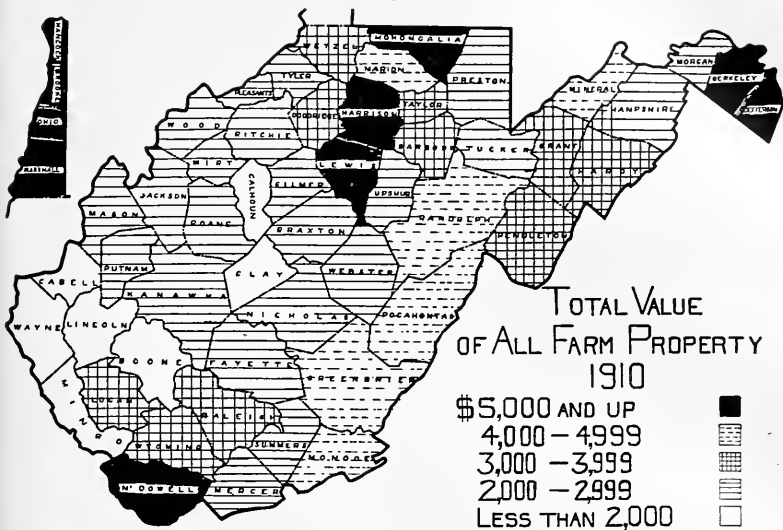 HANCOCK
BROOKE
OHIO
MARSHALL
WETZEL
MONONGALIA
MARION
PRESTON
MORGAN
BERKELEY
JEFFERSON
TYLER
PLEASANTS
MINERAL
HAMPSHIRE
DODDRIDGE
HARRISON
TAYLOR
WOOD
RITCHIE
BARBOUR
TUCKER
GRANT
HARDY
WIRT
LEWIS
CALHOUN
GILMER
UPSHUR
JACKSON
MASON
ROANE
RANDOLPH
PENDLETON
BRAXTON
PUTNAM
CLAY
WEBSTER
CABELL
KANAWHA
NICHOLAS
POCAHONTAS
WAYNE
LINCOLN
BOONE
FAYETTE
GREENBRIER
MINGO
LOGAN
RALEIGH
WYOMING
SUMMERS
MONROE
M'DOWELL
MERCER
TOTAL VALUE
OF ALL FARM PROPERTY
1910
$5,000 AND UP
4,000 – 4,999
3,000 – 3,999
2,000 – 2,999
LESS THAN 2,000